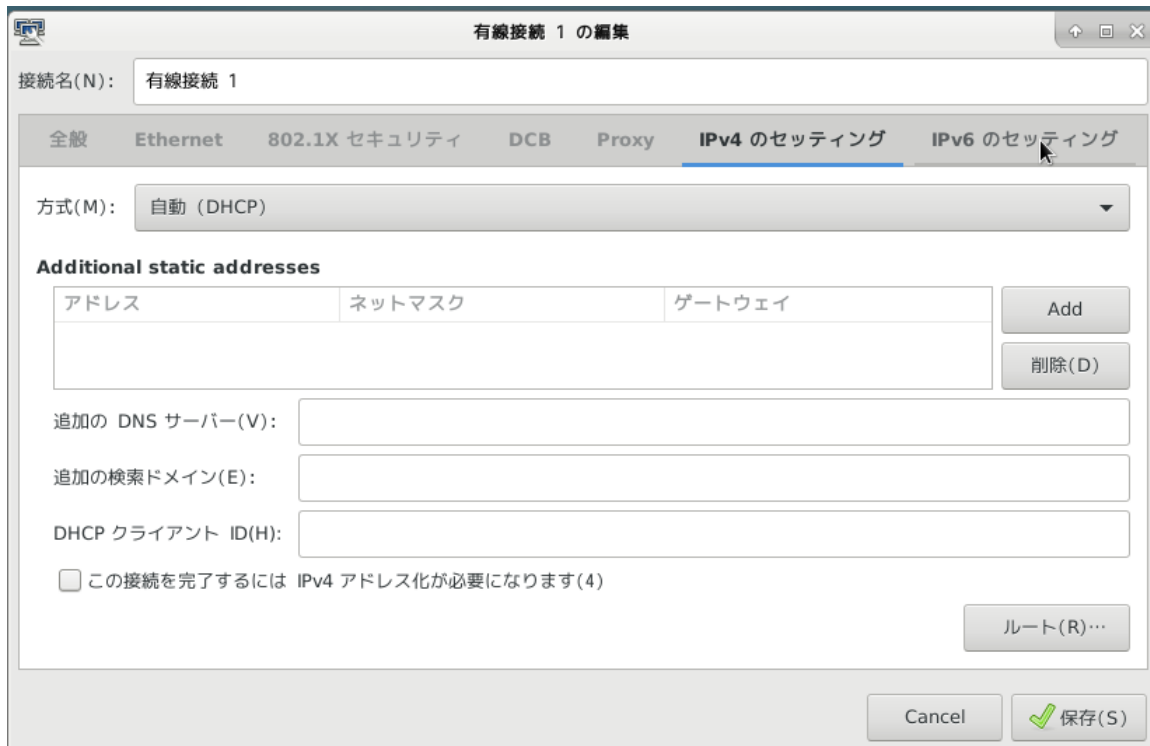 有線接続 1 の編集
接続名(N): 有線接続 1
全般 Ethernet 802.1X セキュリティ DCB Proxy IPv4 のセッティング IPv6 のセッティング
方式(M): 自動 (DHCP)
Additional static addresses
アドレス ネットマスク ゲートウェイ
Add
削除(D)
追加の DNS サーバー(V):
追加の検索ドメイン(E):
DHCP クライアント ID(H):
この接続を完了するには IPv4 アドレス化が必要になります(4)
ルート(R)…
Cancel 保存(S)